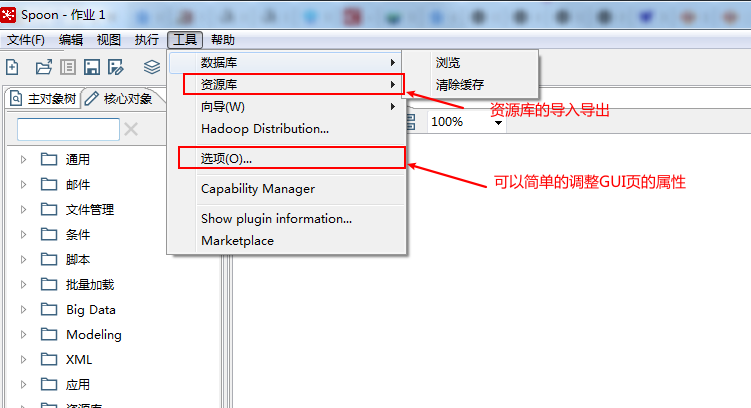 Spoon - 作业 1
文件(F) 编辑 视图 执行 工具 帮助
数据库
浏览
资源库
清除缓存
资源库的导入导出
向导(W)
Hadoop Distribution...
100%
选项(O)...
可以简单的调整GUI页的属性
Capability Manager
Show plugin information...
Marketplace
主对象树 核心对象
通用
邮件
文件管理
条件
脚本
批量加载
Big Data
Modeling
XML
应用
资源库